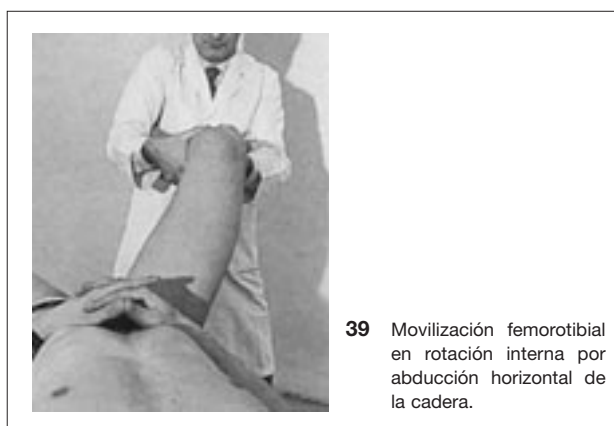 39 Movilización femorotibial
en rotación interna por
abducción horizontal de
la cadera.